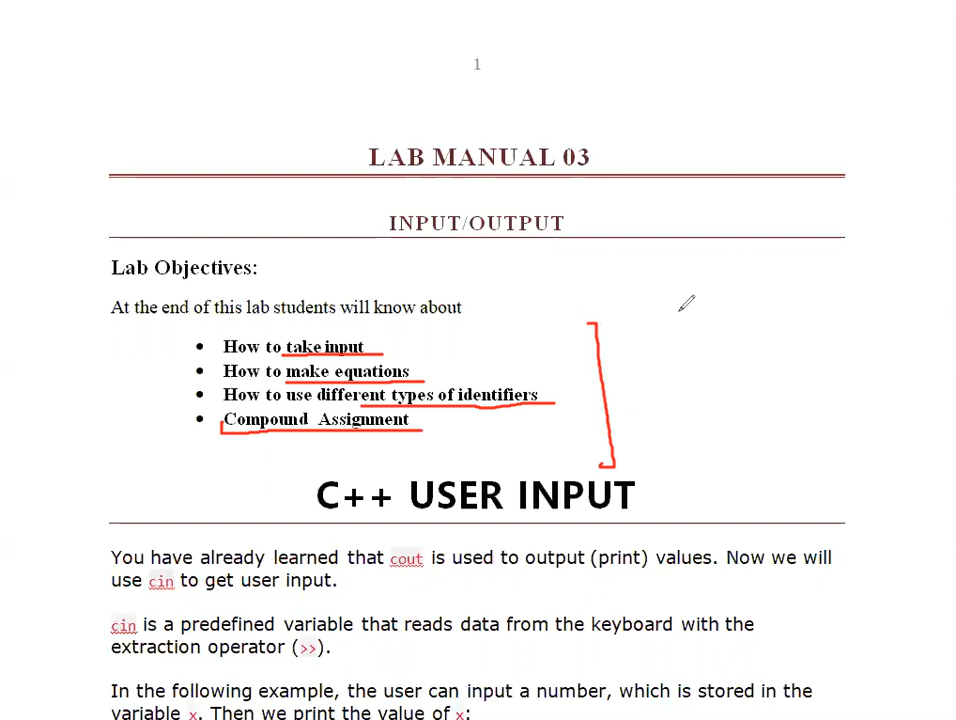 1
LAB MANUAL 03
INPUT/OUTPUT
Lab Objectives:
At the end of this lab students will know about
• How to take input
• How to make equations
• How to use different types of identifiers
• Compound Assignment
C++ USER INPUT
You have already learned that cout is used to output (print) values. Now we will
use cin to get user input.
cin is a predefined variable that reads data from the keyboard with the
extraction operator (>>).
In the following example, the user can input a number, which is stored in the
variable x. Then we print the value of x: